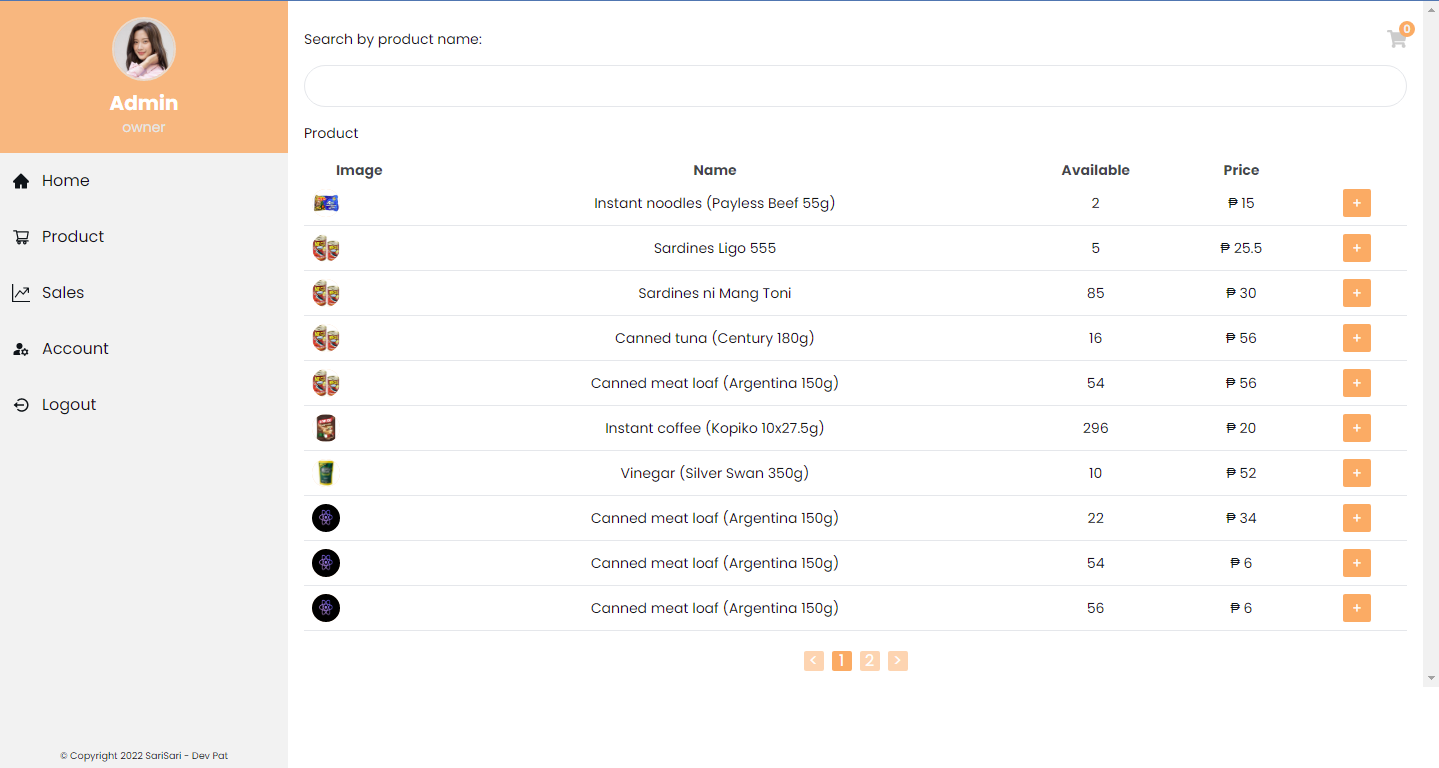 Admin
owner
Home
Product
Sales
Account
Logout
© Copyright 2022 SariSari - Dev Pat
Search by product name:
0
Product
Image Name Available Price
Instant noodles (Payless Beef 55g) 2 ₱ 15 +
Sardines Ligo 555 5 ₱ 25.5 +
Sardines ni Mang Toni 85 ₱ 30 +
Canned tuna (Century 180g) 16 ₱ 56 +
Canned meat loaf (Argentina 150g) 54 ₱ 56 +
Instant coffee (Kopiko 10x27.5g) 296 ₱ 20 +
Vinegar (Silver Swan 350g) 10 ₱ 52 +
Canned meat loaf (Argentina 150g) 22 ₱ 34 +
Canned meat loaf (Argentina 150g) 54 ₱ 6 +
Canned meat loaf (Argentina 150g) 56 ₱ 6 +
< 1 2 >